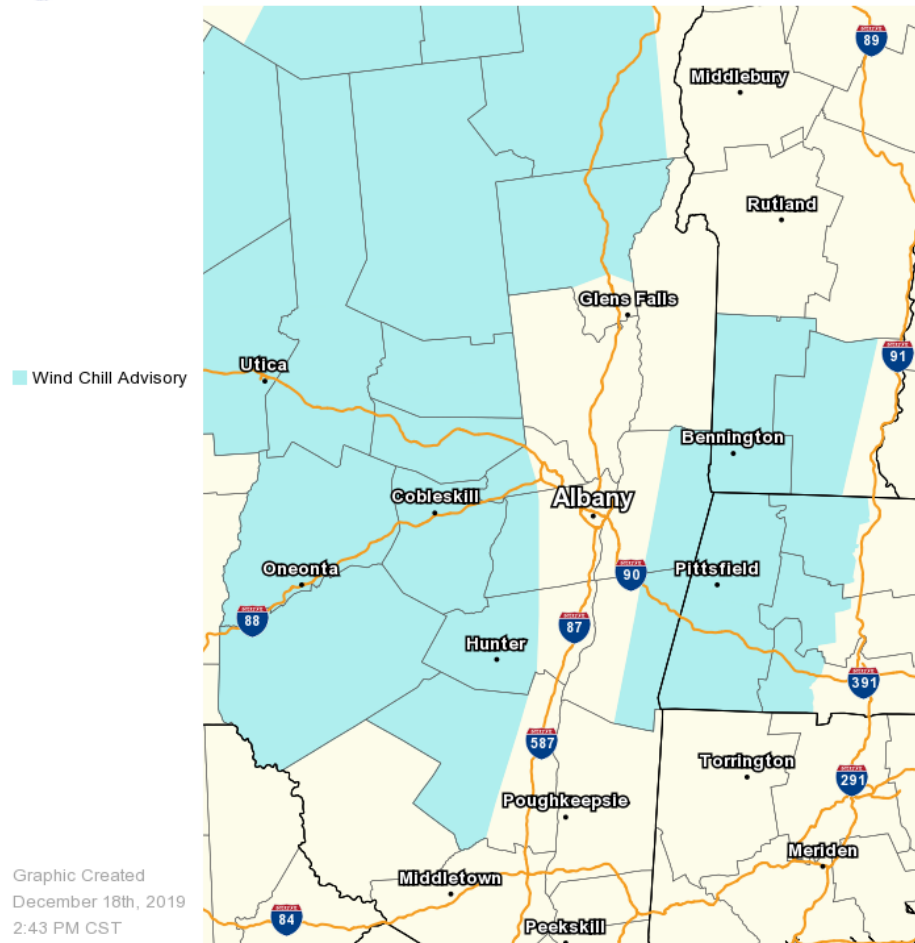 89
Middlebury
Rutland
Glens Falls
91
Utica
Wind Chill Advisory
Bennington
Cobleskill
Albany
Oneonta
90
Pittsfield
88
87
Hunter
391
587
Torrington
291
Poughkeepsie
Meriden
Graphic Created
Middletown
December 18th, 2019
84
2:43 PM CST
Peekskill